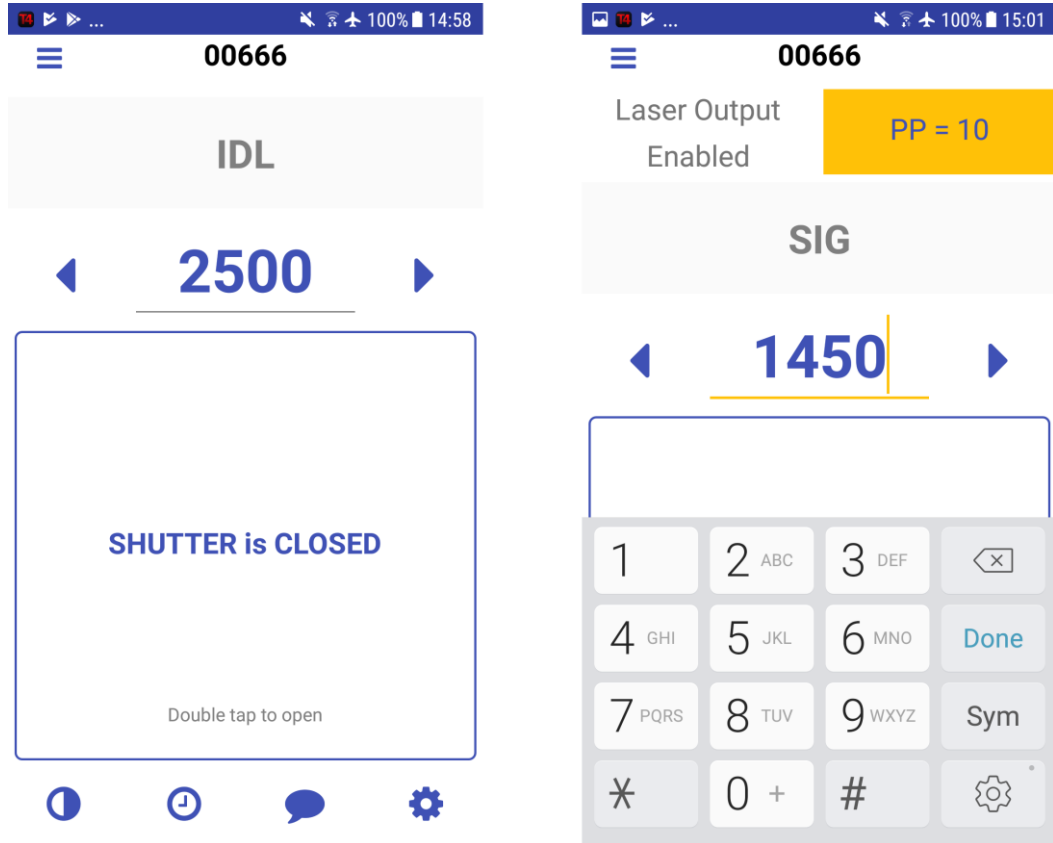 T4 ... 100% 14:58
00666
IDL
2500
SHUTTER is CLOSED
Double tap to open
T4 ... 100% 15:01
00666
Laser Output
Enabled
PP = 10
SIG
1450
1 2 ABC 3 DEF
4 GHI 5 JKL 6 MNO Done
7 PQRS 8 TUV 9 WXYZ Sym
* 0 + #